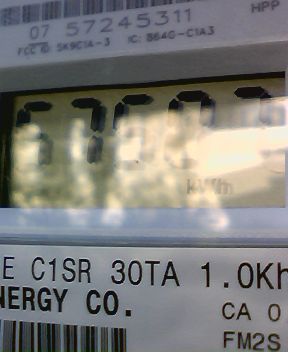 HPP
07 57245311
FCC ID: SK9C1A-3 IC: 864G-C1A3
kWh
E C1SR 30TA 1.0Kh
NERGY CO.
CA 0
FM2S